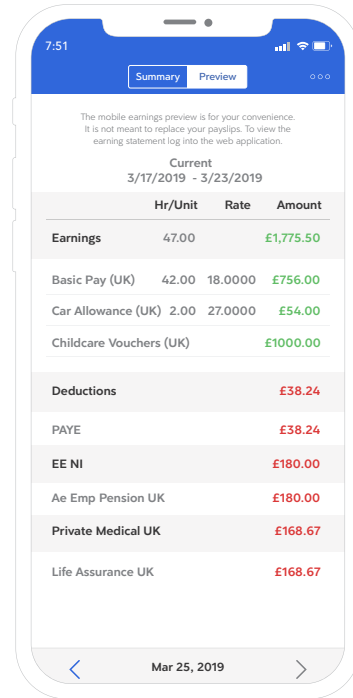 7:51
Summary Preview
The mobile earnings preview is for your convenience.
It is not meant to replace your payslips. To view the
earning statement log into the web application.
Current
3/17/2019 - 3/23/2019
Hr/Unit Rate Amount
Earnings 47.00 £1,775.50
Basic Pay (UK) 42.00 18.0000 £756.00
Car Allowance (UK) 2.00 27.0000 £54.00
Childcare Vouchers (UK) £1000.00
Deductions £38.24
PAYE £38.24
EE NI £180.00
Ae Emp Pension UK £180.00
Private Medical UK £168.67
Life Assurance UK £168.67
Mar 25, 2019